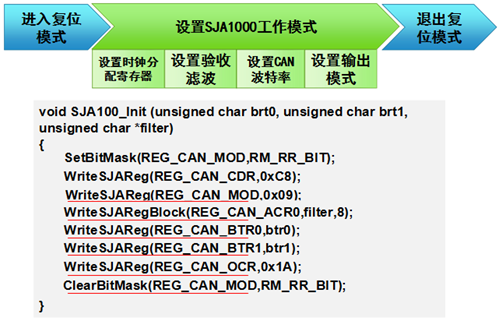 进入复位
模式
设置SJA1000工作模式
退出复
位模式
设置时钟分
配寄存器
设置验收
滤波
设置CAN
波特率
设置输出
模式
void SJA100_Init (unsigned char brt0, unsigned char brt1,
unsigned char *filter)
{
SetBitMask(REG_CAN_MOD,RM_RR_BIT);
WriteSJAReg(REG_CAN_CDR,0xC8);
WriteSJAReg(REG_CAN_MOD,0x09);
WriteSJARegBlock(REG_CAN_ACR0,filter,8);
WriteSJAReg(REG_CAN_BTR0,btr0);
WriteSJAReg(REG_CAN_BTR1,btr1);
WriteSJAReg(REG_CAN_OCR,0x1A);
ClearBitMask(REG_CAN_MOD,RM_RR_BIT);
}